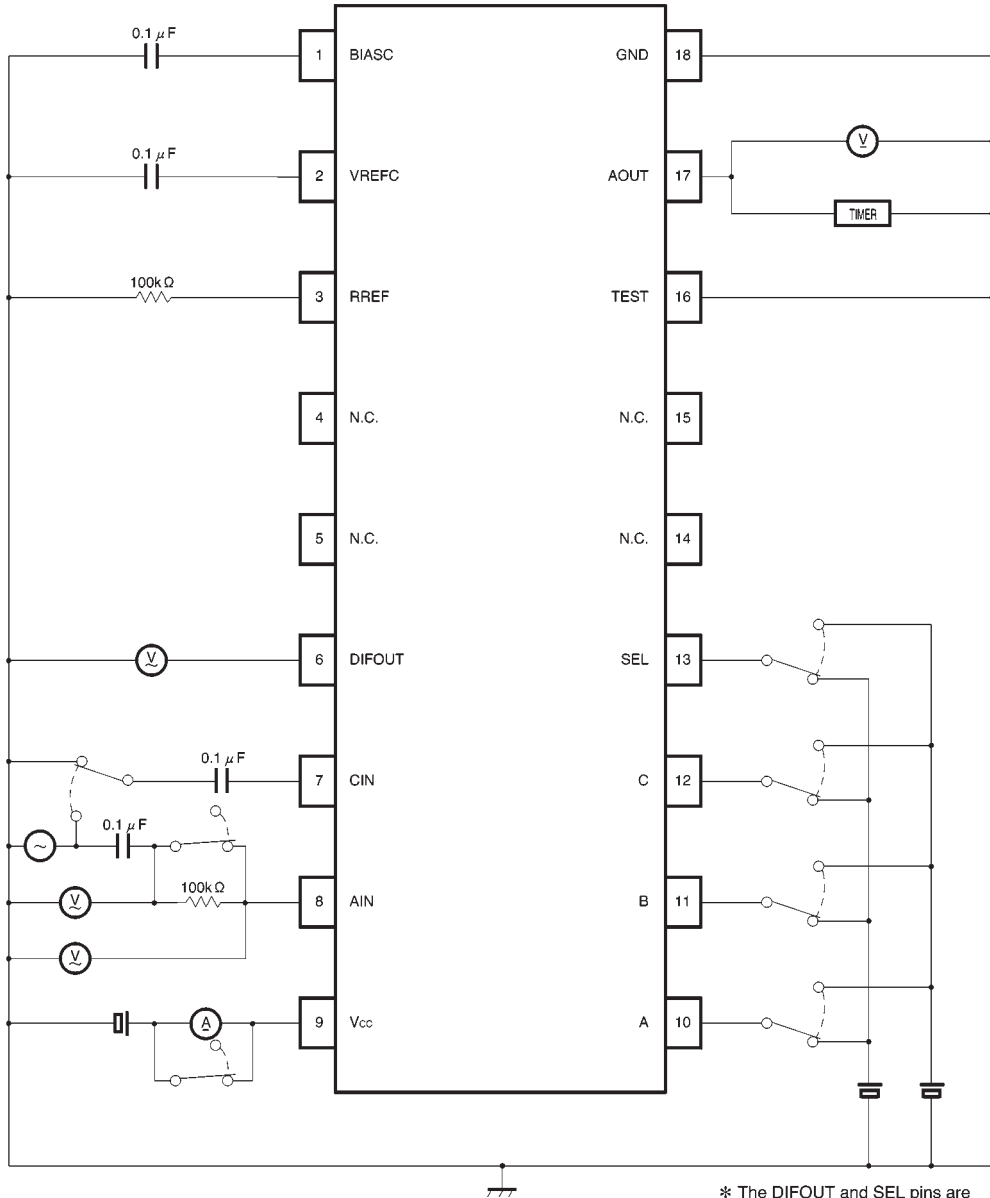 0.1 μF
1 BIASC
GND 18
V
0.1 μF
2 VREFC
AOUT 17
TIMER
100kΩ
3 RREF
TEST 16
4 N.C.
N.C. 15
5 N.C.
N.C. 14
V
6 DIFOUT
SEL 13
0.1 μF
7 CIN
C 12
0.1 μF
V
100kΩ
8 AIN
B 11
V
A
9 Vcc
A 10
* The DIFOUT and SEL pins are